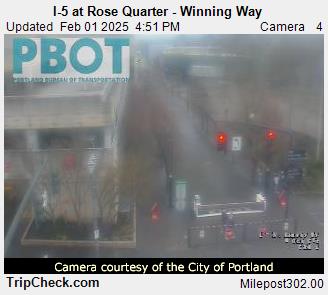 I-5 at Rose Quarter - Winning Way
Updated Feb 01 2025 4:51 PM Camera 4
PBOT
PORTLAND BUREAU OF TRANSPORTATION
Camera courtesy of the City of Portland
TripCheck.com Milepost302.00